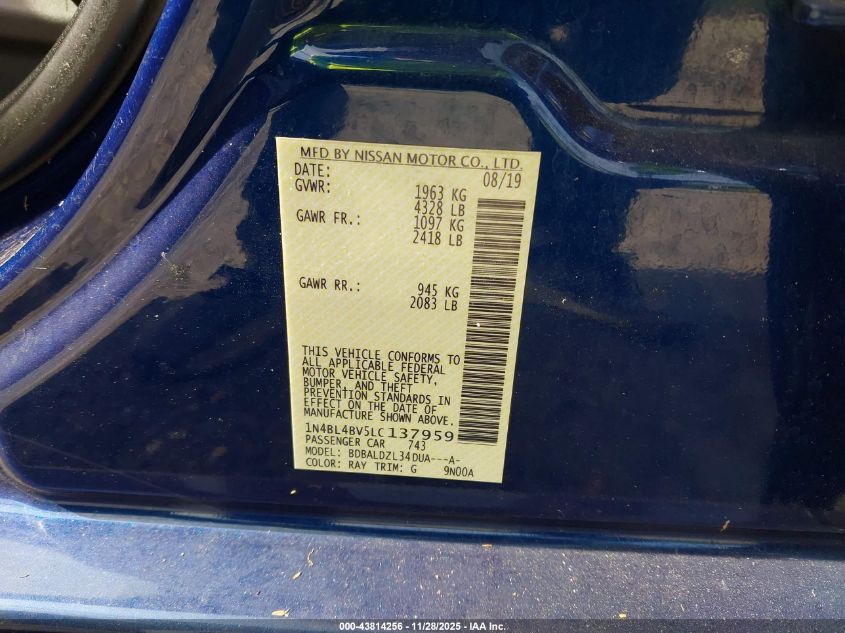 MFD BY NISSAN MOTOR CO., LTD.
DATE: 08/19
GVWR: 1963 KG
4328 LB
GAWR FR.: 1097 KG
2418 LB
GAWR RR.: 945 KG
2083 LB
THIS VEHICLE CONFORMS TO
ALL APPLICABLE FEDERAL
MOTOR VEHICLE SAFETY,
BUMPER, AND THEFT
PREVENTION STANDARDS IN
EFFECT ON THE DATE OF
MANUFACTURE SHOWN ABOVE.
1N4BL4BV5LC137959
PASSENGER CAR 743
MODEL: BDBALDZL34DUA---A-
COLOR: RAY TRIM: G 9N00A
000-43814256 - 11/28/2025 - IAA Inc.